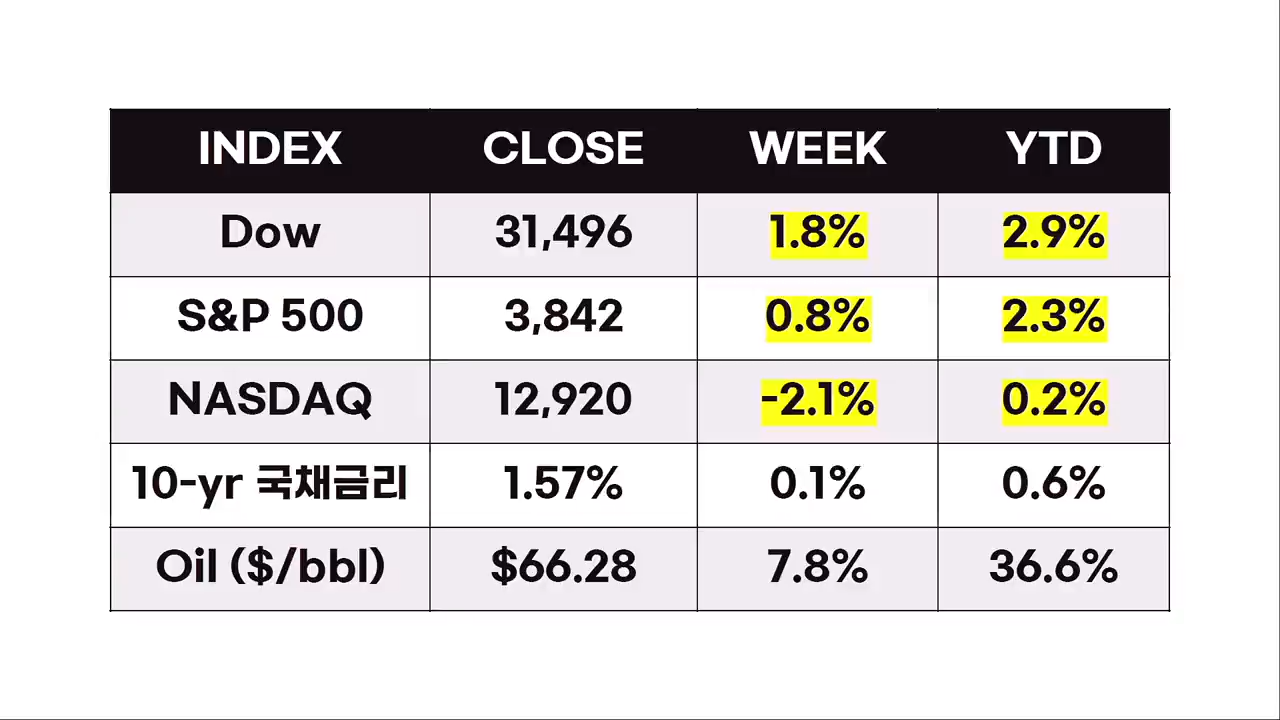 INDEX CLOSE WEEK YTD
Dow 31,496 1.8% 2.9%
S&P 500 3,842 0.8% 2.3%
NASDAQ 12,920 -2.1% 0.2%
10-yr 국채금리 1.57% 0.1% 0.6%
Oil ($/bbl) $66.28 7.8% 36.6%